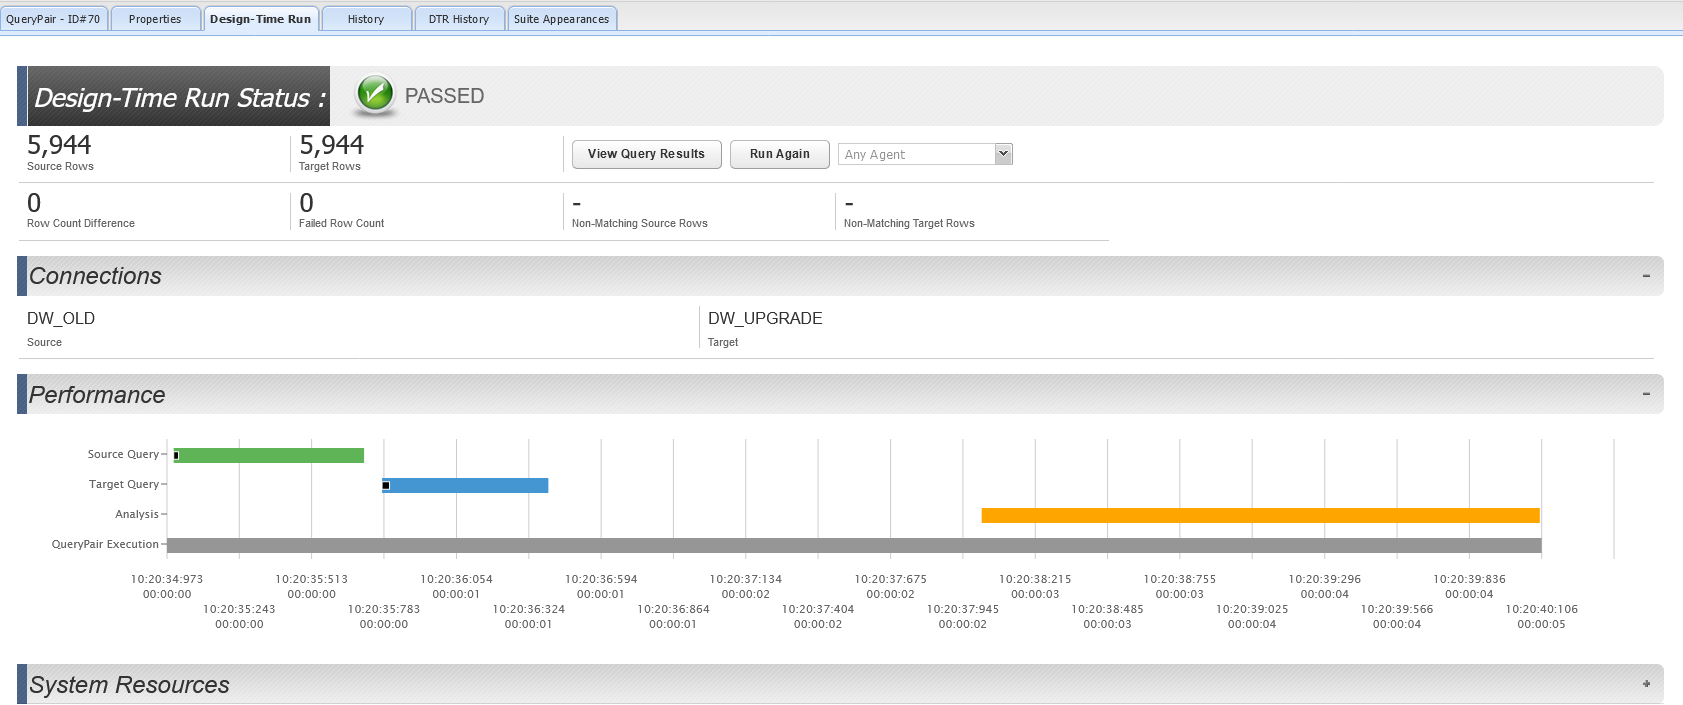 QueryPair - ID#70 Properties Design-Time Run History DTR History Suite Appearances
Design-Time Run Status : PASSED
5,944 5,944
Source Rows Target Rows View Query Results Run Again Any Agent
0 0 - -
Row Count Difference Failed Row Count Non-Matching Source Rows Non-Matching Target Rows
Connections -
DW_OLD DW_UPGRADE
Source Target
Performance -
Source Query
Target Query
Analysis
QueryPair Execution
10:20:34:973 10:20:35:513 10:20:36:054 10:20:36:594 10:20:37:134 10:20:37:675 10:20:38:215 10:20:38:755 10:20:39:296 10:20:39:836
00:00:00 00:00:00 00:00:01 00:00:01 00:00:02 00:00:02 00:00:03 00:00:03 00:00:04 00:00:04
10:20:35:243 10:20:35:783 10:20:36:324 10:20:36:864 10:20:37:404 10:20:37:945 10:20:38:485 10:20:39:025 10:20:39:566 10:20:40:106
00:00:00 00:00:00 00:00:01 00:00:01 00:00:02 00:00:02 00:00:03 00:00:04 00:00:04 00:00:05
System Resources +